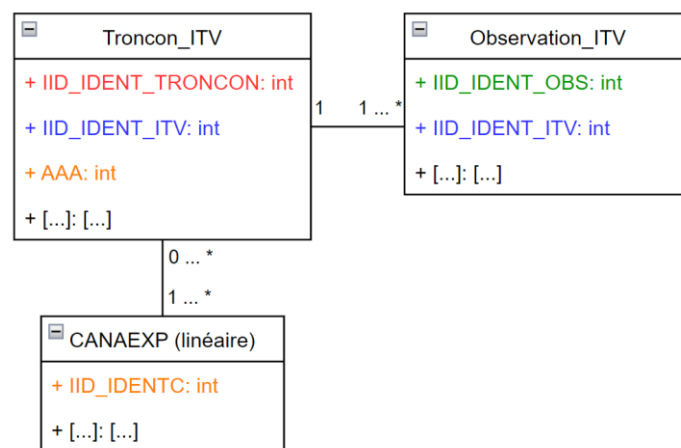 Troncon_ITV
+ IID_IDENT_TRONCON: int
+ IID_IDENT_ITV: int
+ AAA: int
+ [...]: [...]
1 1 ... *
Observation_ITV
+ IID_IDENT_OBS: int
+ IID_IDENT_ITV: int
+ [...]: [...]
0 ... *
1 ... *
CANAEXP (linéaire)
+ IID_IDENTC: int
+ [...]: [...]